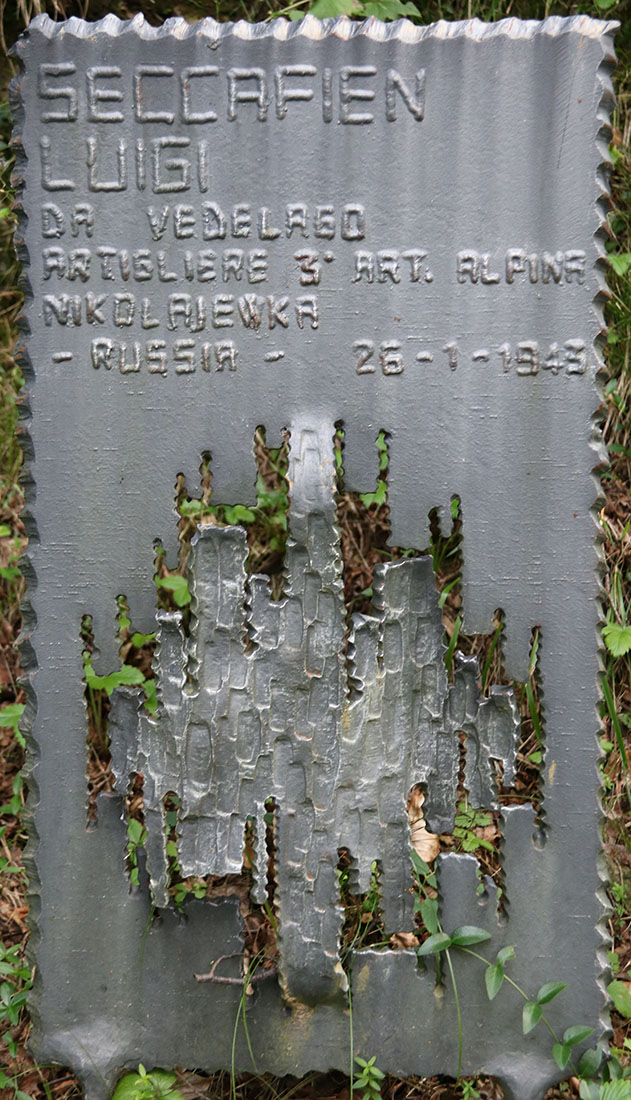 SECCAFIEN
LUIGI
DA VEDELAGO
ARTIGLIERE 3° ART. ALPINA
NIKOLAJEWKA
- RUSSIA - 26-1-1943